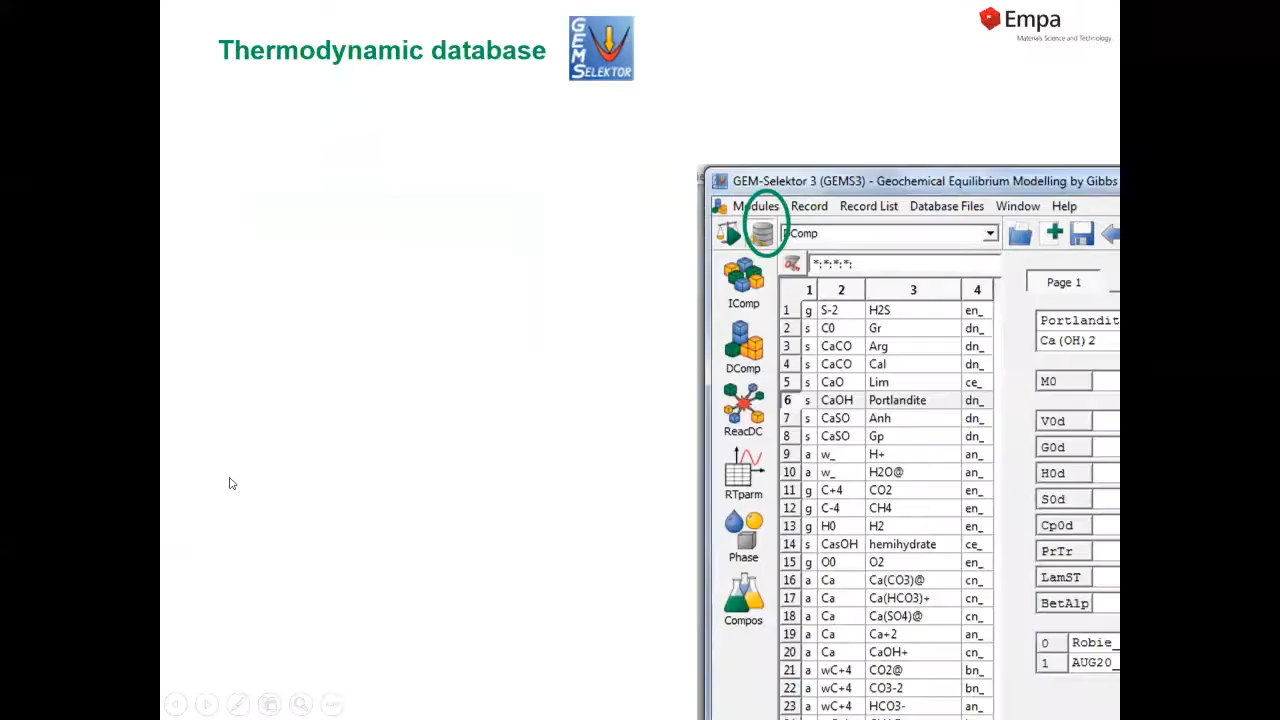 Thermodynamic database
GEMS SELEKTOR
Empa
Materials Science and Technology
GEM-Selektor 3 (GEMS3) - Geochemical Equilibrium Modelling by Gibbs
Modules Record Record List Database Files Window Help
Comp
*:*:*:*:
IComp
DComp
ReacDC
RTparm
Phase
Compos
1 2 3 4
1 g S-2 H2S en_
2 s C0 Gr dn_
3 s CaCO Arg dn_
4 s CaCO Cal dn_
5 s CaO Lim ce_
6 s CaOH Portlandite dn_
7 s CaSO Anh dn_
8 s CaSO Gp dn_
9 a w_ H+ an_
10 a w_ H2O@ an_
11 g C+4 CO2 en_
12 g C-4 CH4 en_
13 g H0 H2 en_
14 s CasOH hemihydrate ce_
15 g O0 O2 en_
16 a Ca Ca(CO3)@ cn_
17 a Ca Ca(HCO3)+ cn_
18 a Ca Ca(SO4)@ cn_
19 a Ca Ca+2 an_
20 a Ca CaOH+ cn_
21 a wC+4 CO2@ bn_
22 a wC+4 CO3-2 bn_
23 a wC+4 HCO3- an_
Page 1
Portlandit
Ca(OH)2
M0
V0d
G0d
H0d
S0d
Cp0d
PrTr
LamST
BetAlp
0 Robie_
1 AUG20_